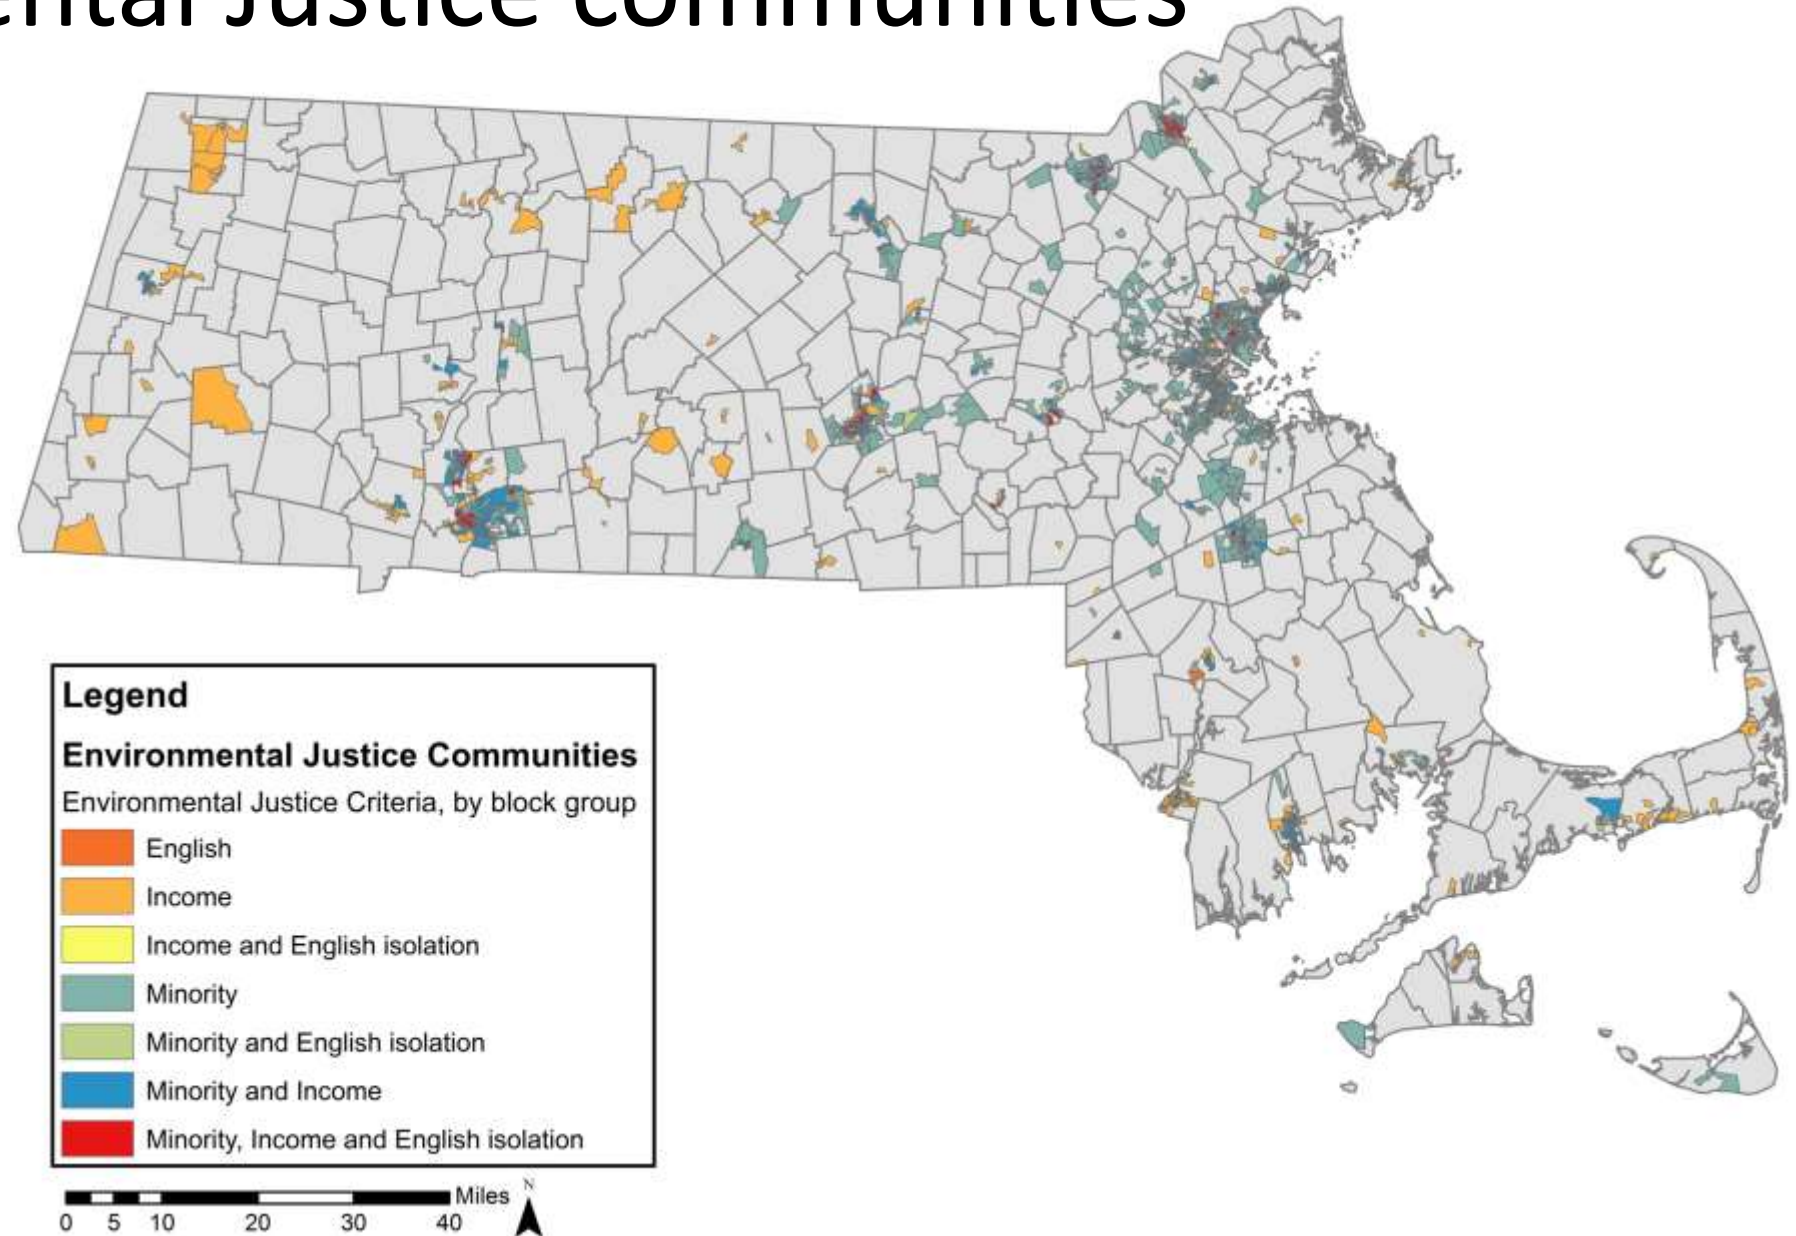 ental Justice communities
Legend
Environmental Justice Communities
Environmental Justice Criteria, by block group
English
Income
Income and English isolation
Minority
Minority and English isolation
Minority and Income
Minority, Income and English isolation
Miles
N
0 5 10 20 30 40